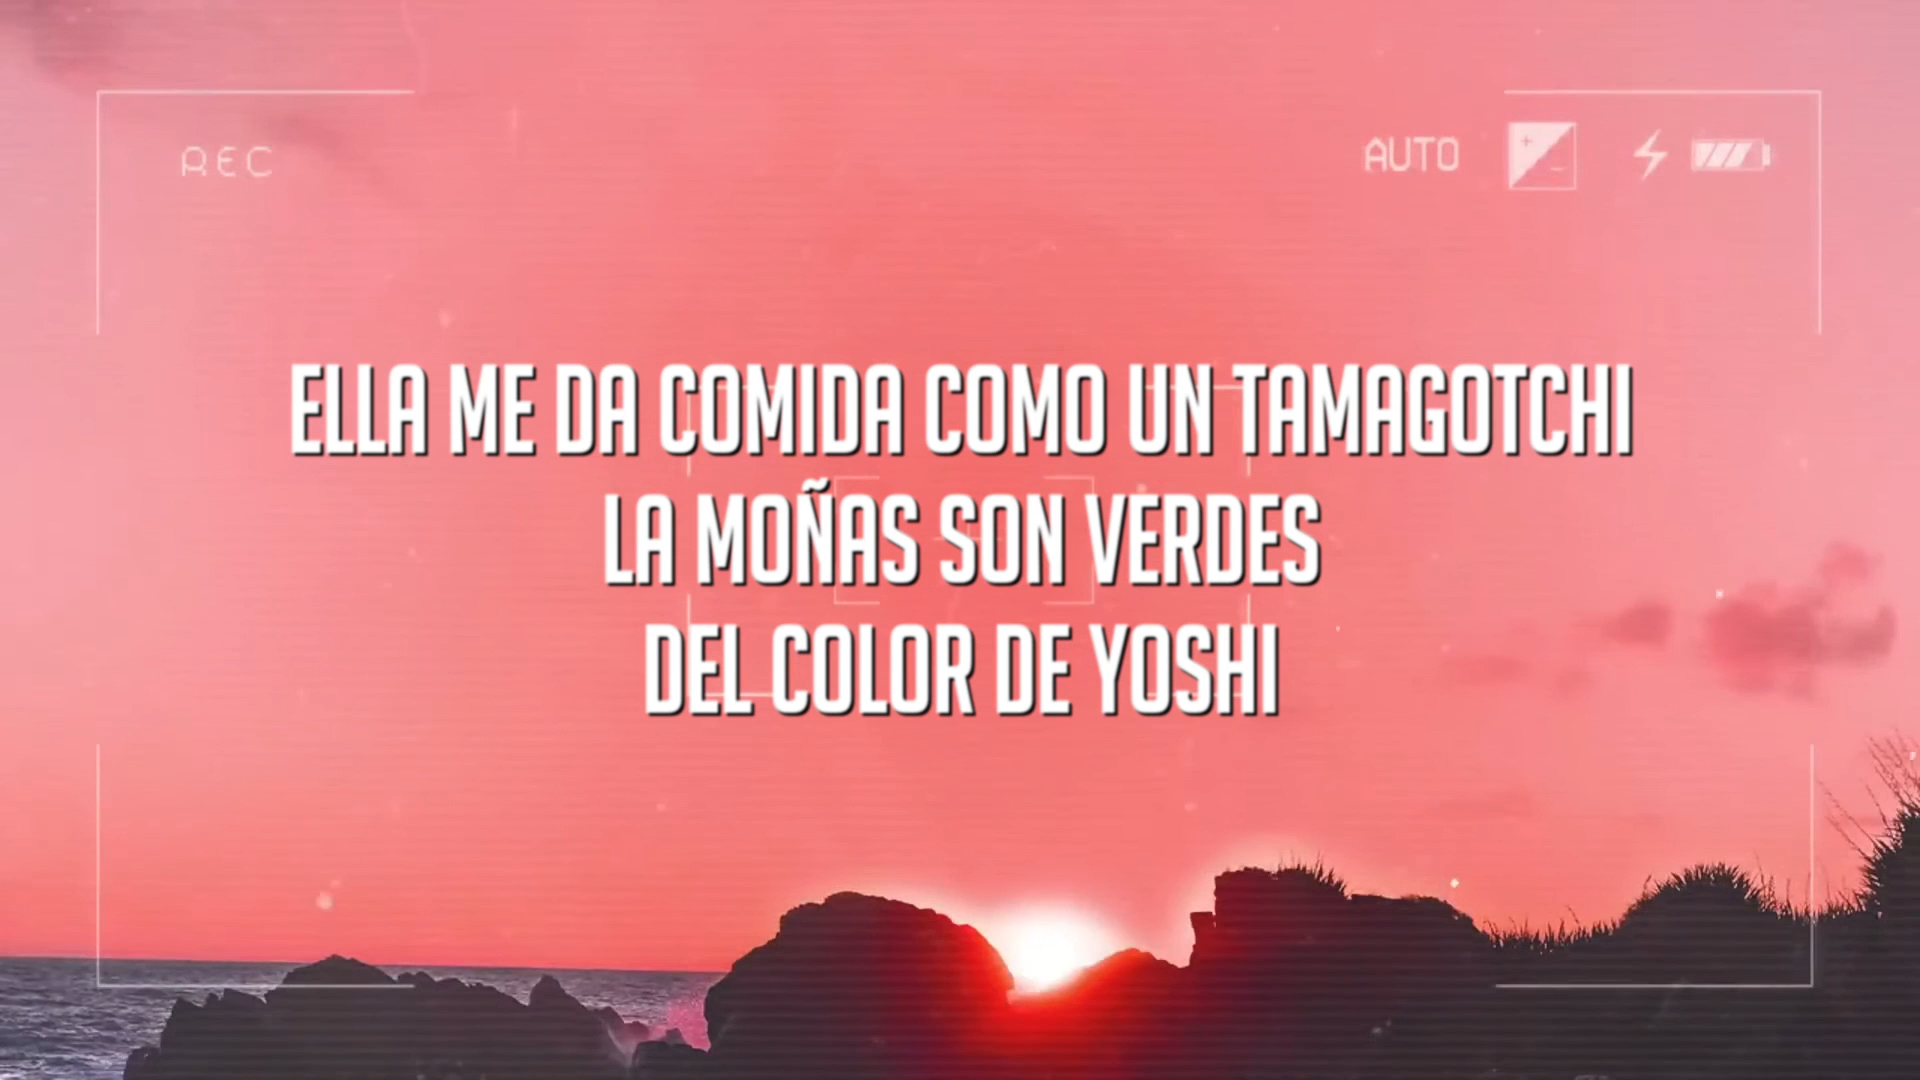 REC
AUTO
ELLA ME DA COMIDA COMO UN TAMAGOTCHI
LA MOÑAS SON VERDES
DEL COLOR DE YOSHI